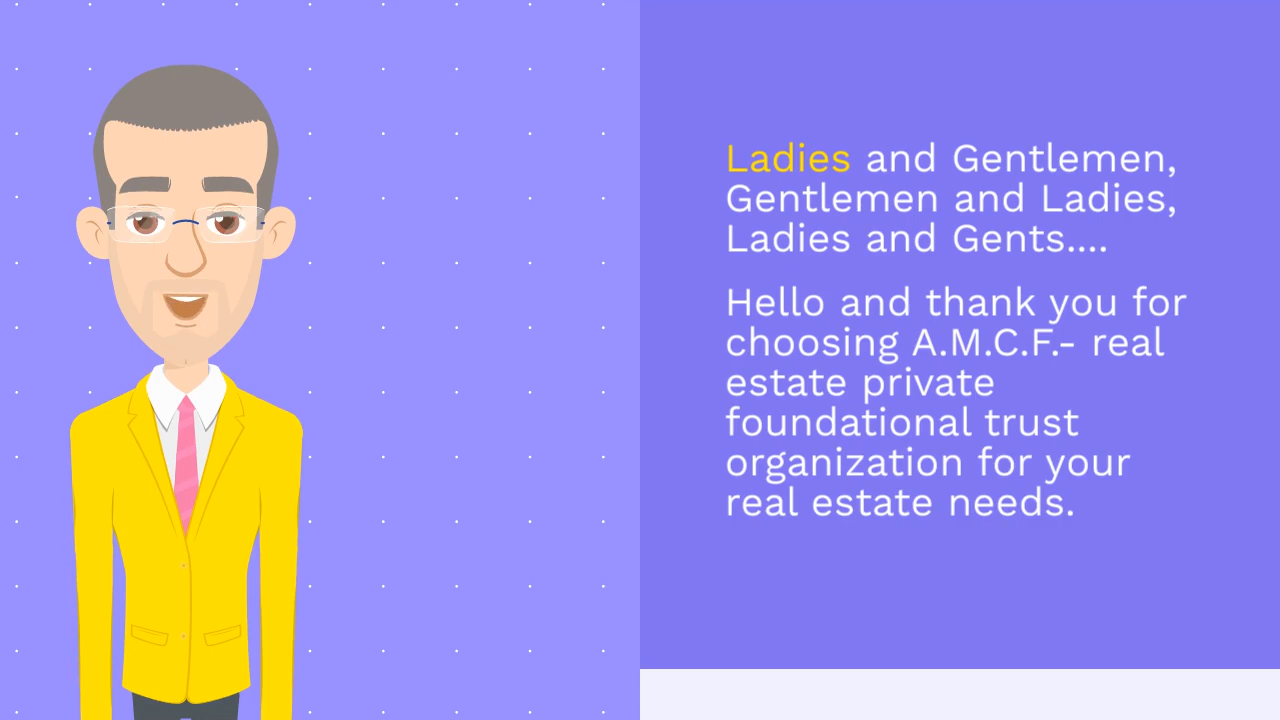 Ladies and Gentlemen,
Gentlemen and Ladies,
Ladies and Gents....
Hello and thank you for
choosing A.M.C.F.- real
estate private
foundational trust
organization for your
real estate needs.